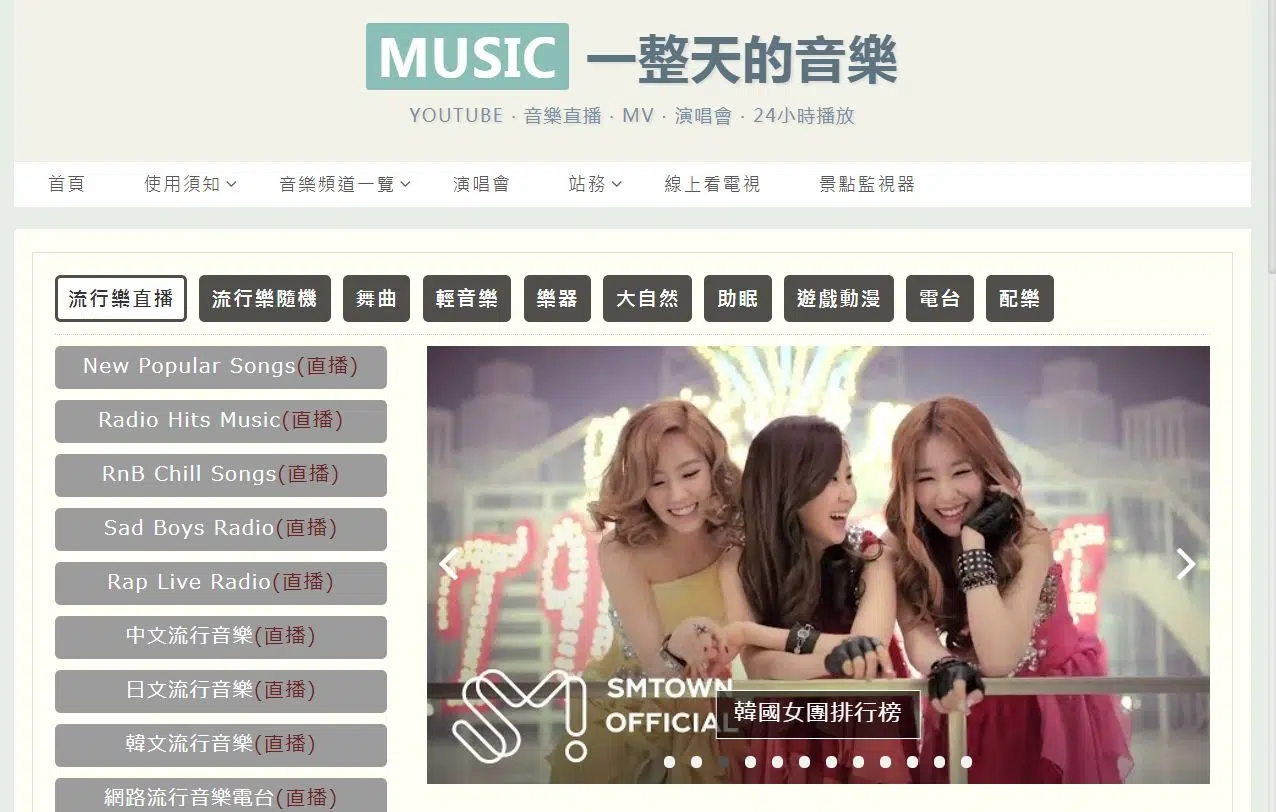 MUSIC 一整天的音樂
YOUTUBE · 音樂直播 · MV · 演唱會 · 24小時播放
首頁 使用須知 音樂頻道一覽 演唱會 站務 線上看電視 景點監視器
流行樂直播 流行樂隨機 舞曲 輕音樂 樂器 大自然 助眠 遊戲動漫 電台 配樂
New Popular Songs(直播)
Radio Hits Music(直播)
RnB Chill Songs(直播)
Sad Boys Radio(直播)
Rap Live Radio(直播)
中文流行音樂(直播)
日文流行音樂(直播)
韓文流行音樂(直播)
網路流行音樂電台(直播)
SMTOWN
OFFICIAL
韓國女團排行榜